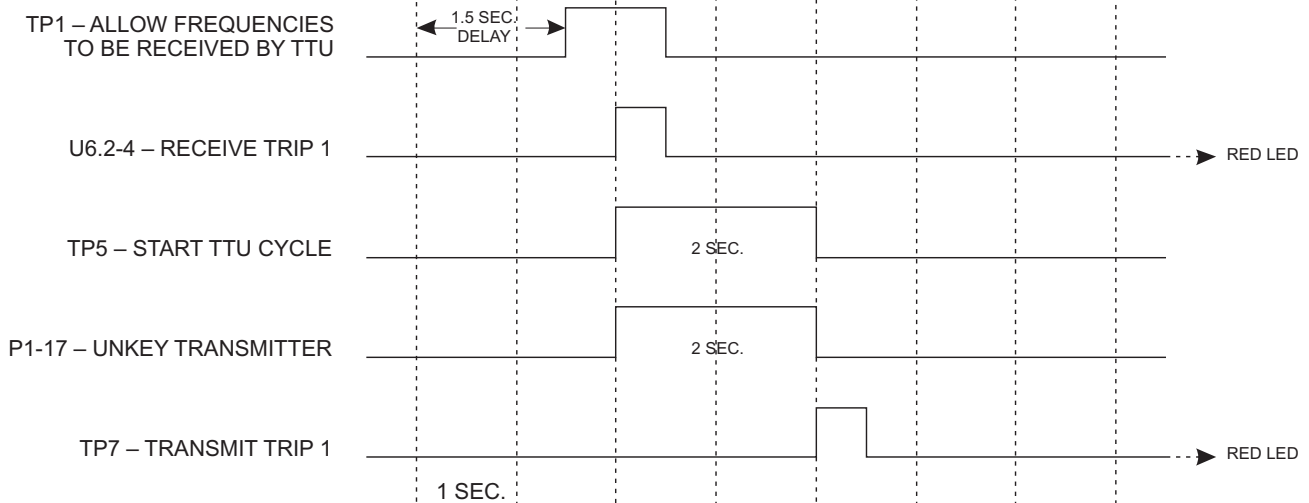 TP1 – ALLOW FREQUENCIES
TO BE RECEIVED BY TTU
1.5 SEC.
DELAY
U6.2-4 – RECEIVE TRIP 1
RED LED
TP5 – START TTU CYCLE
2 SEC.
P1-17 – UNKEY TRANSMITTER
2 SEC.
TP7 – TRANSMIT TRIP 1
RED LED
1 SEC.